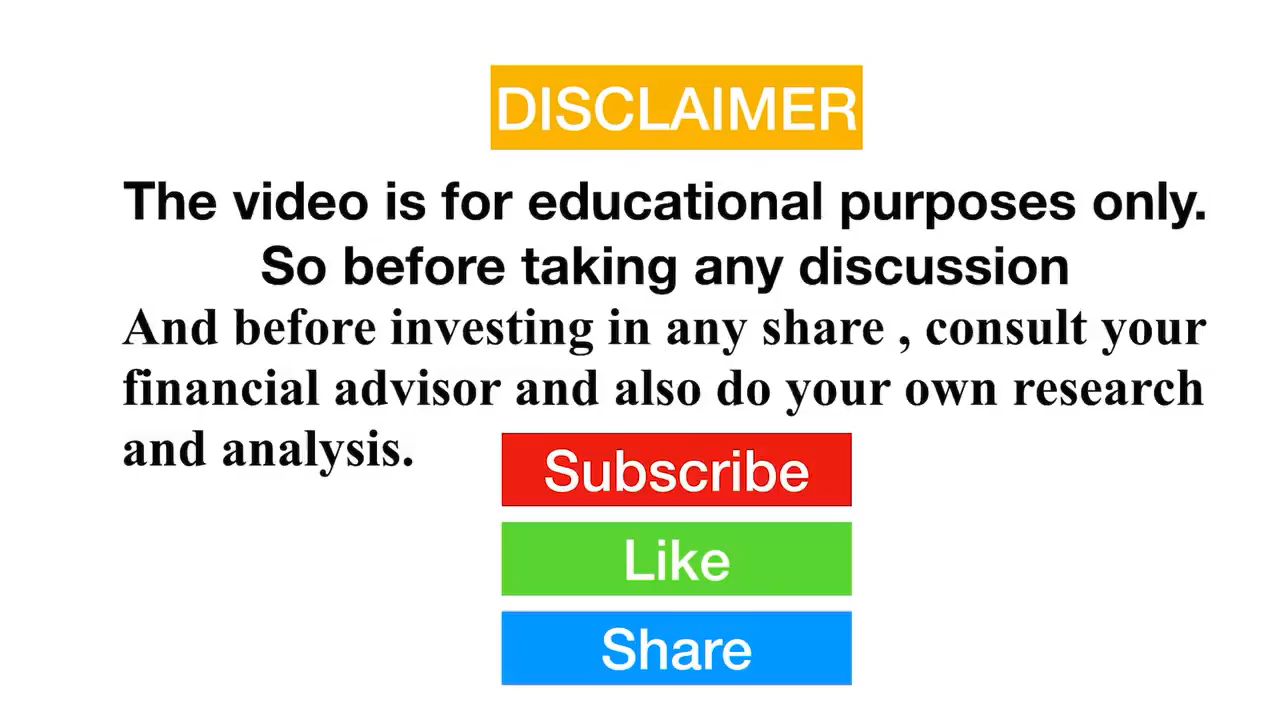 DISCLAIMER
The video is for educational purposes only.
So before taking any discussion
And before investing in any share , consult your
financial advisor and also do your own research
and analysis.
Subscribe
Like
Share